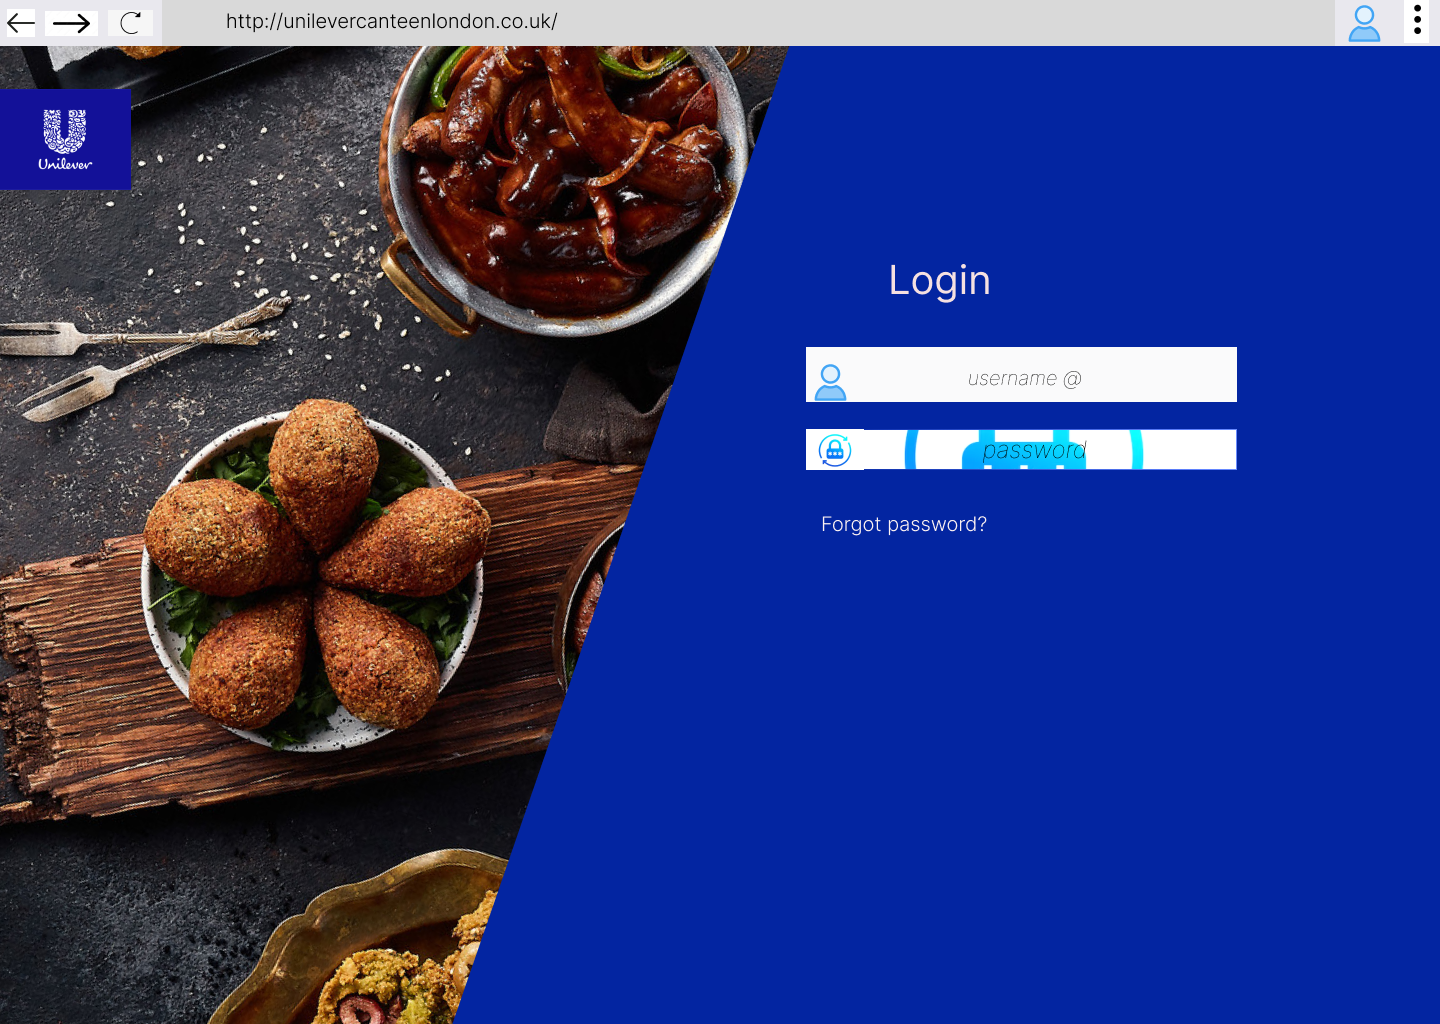 http://unilevercanteenlondon.co.uk/
Unilever
Login
username @
password
Forgot password?